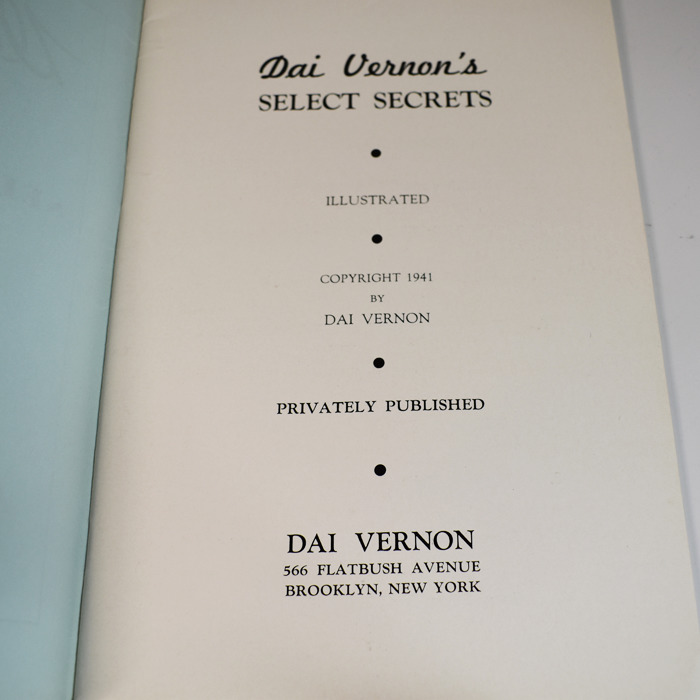 Dai Vernon's
SELECT SECRETS
ILLUSTRATED
COPYRIGHT 1941
BY
DAI VERNON
PRIVATELY PUBLISHED
DAI VERNON
566 FLATBUSH AVENUE
BROOKLYN, NEW YORK